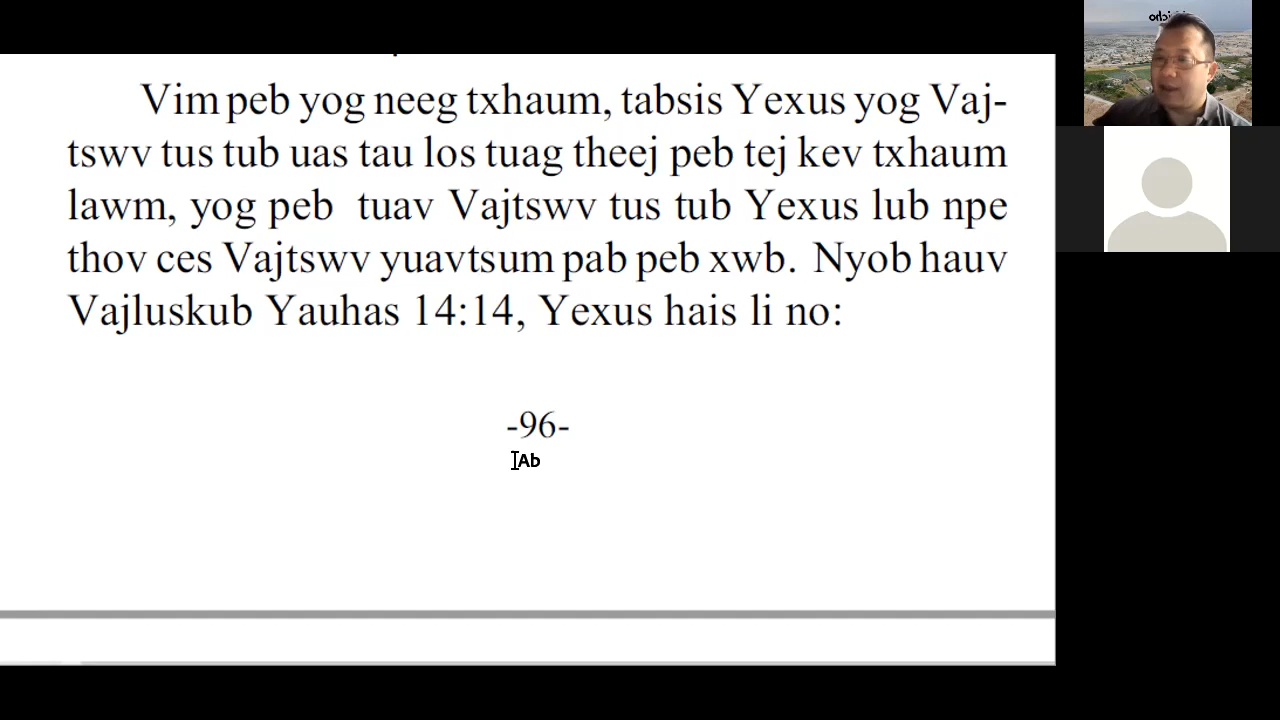 Vim peb yog neeg txhaum, tabsis Yexus yog Vaj-
tswv tus tub uas tau los tuag theej peb tej kev txhaum
lawm, yog peb tuav Vajtswv tus tub Yexus lub npe
thov ces Vajtswv yuavtsum pab peb xwb. Nyob hauv
Vajluskub Yauhas 14:14, Yexus hais li no:
-96-
Ab